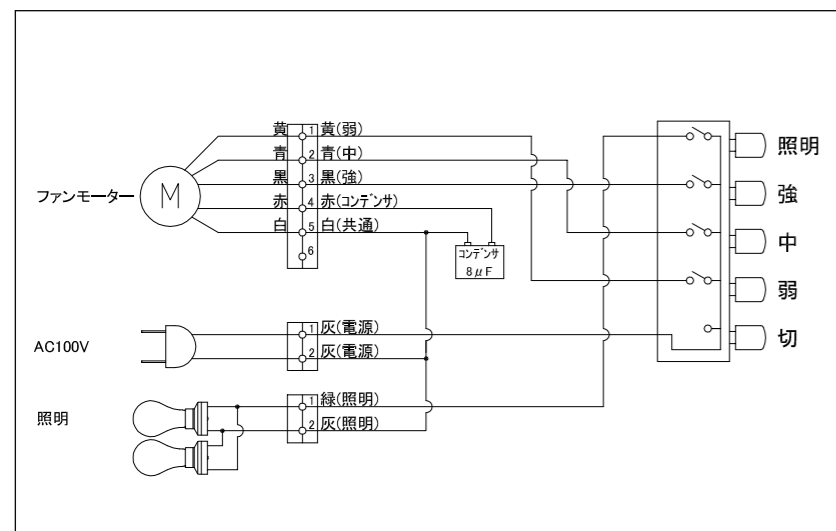 黄 1 黄(弱)
青 2 青(中)
黒 3 黒(強)
赤 4 赤(コンデンサ)
白 5 白(共通)
6
ファンモーター
M
コンデンサ
8μF
照明
強
中
弱
切
AC100V
1 灰(電源)
2 灰(電源)
照明
1 緑(照明)
2 灰(照明)